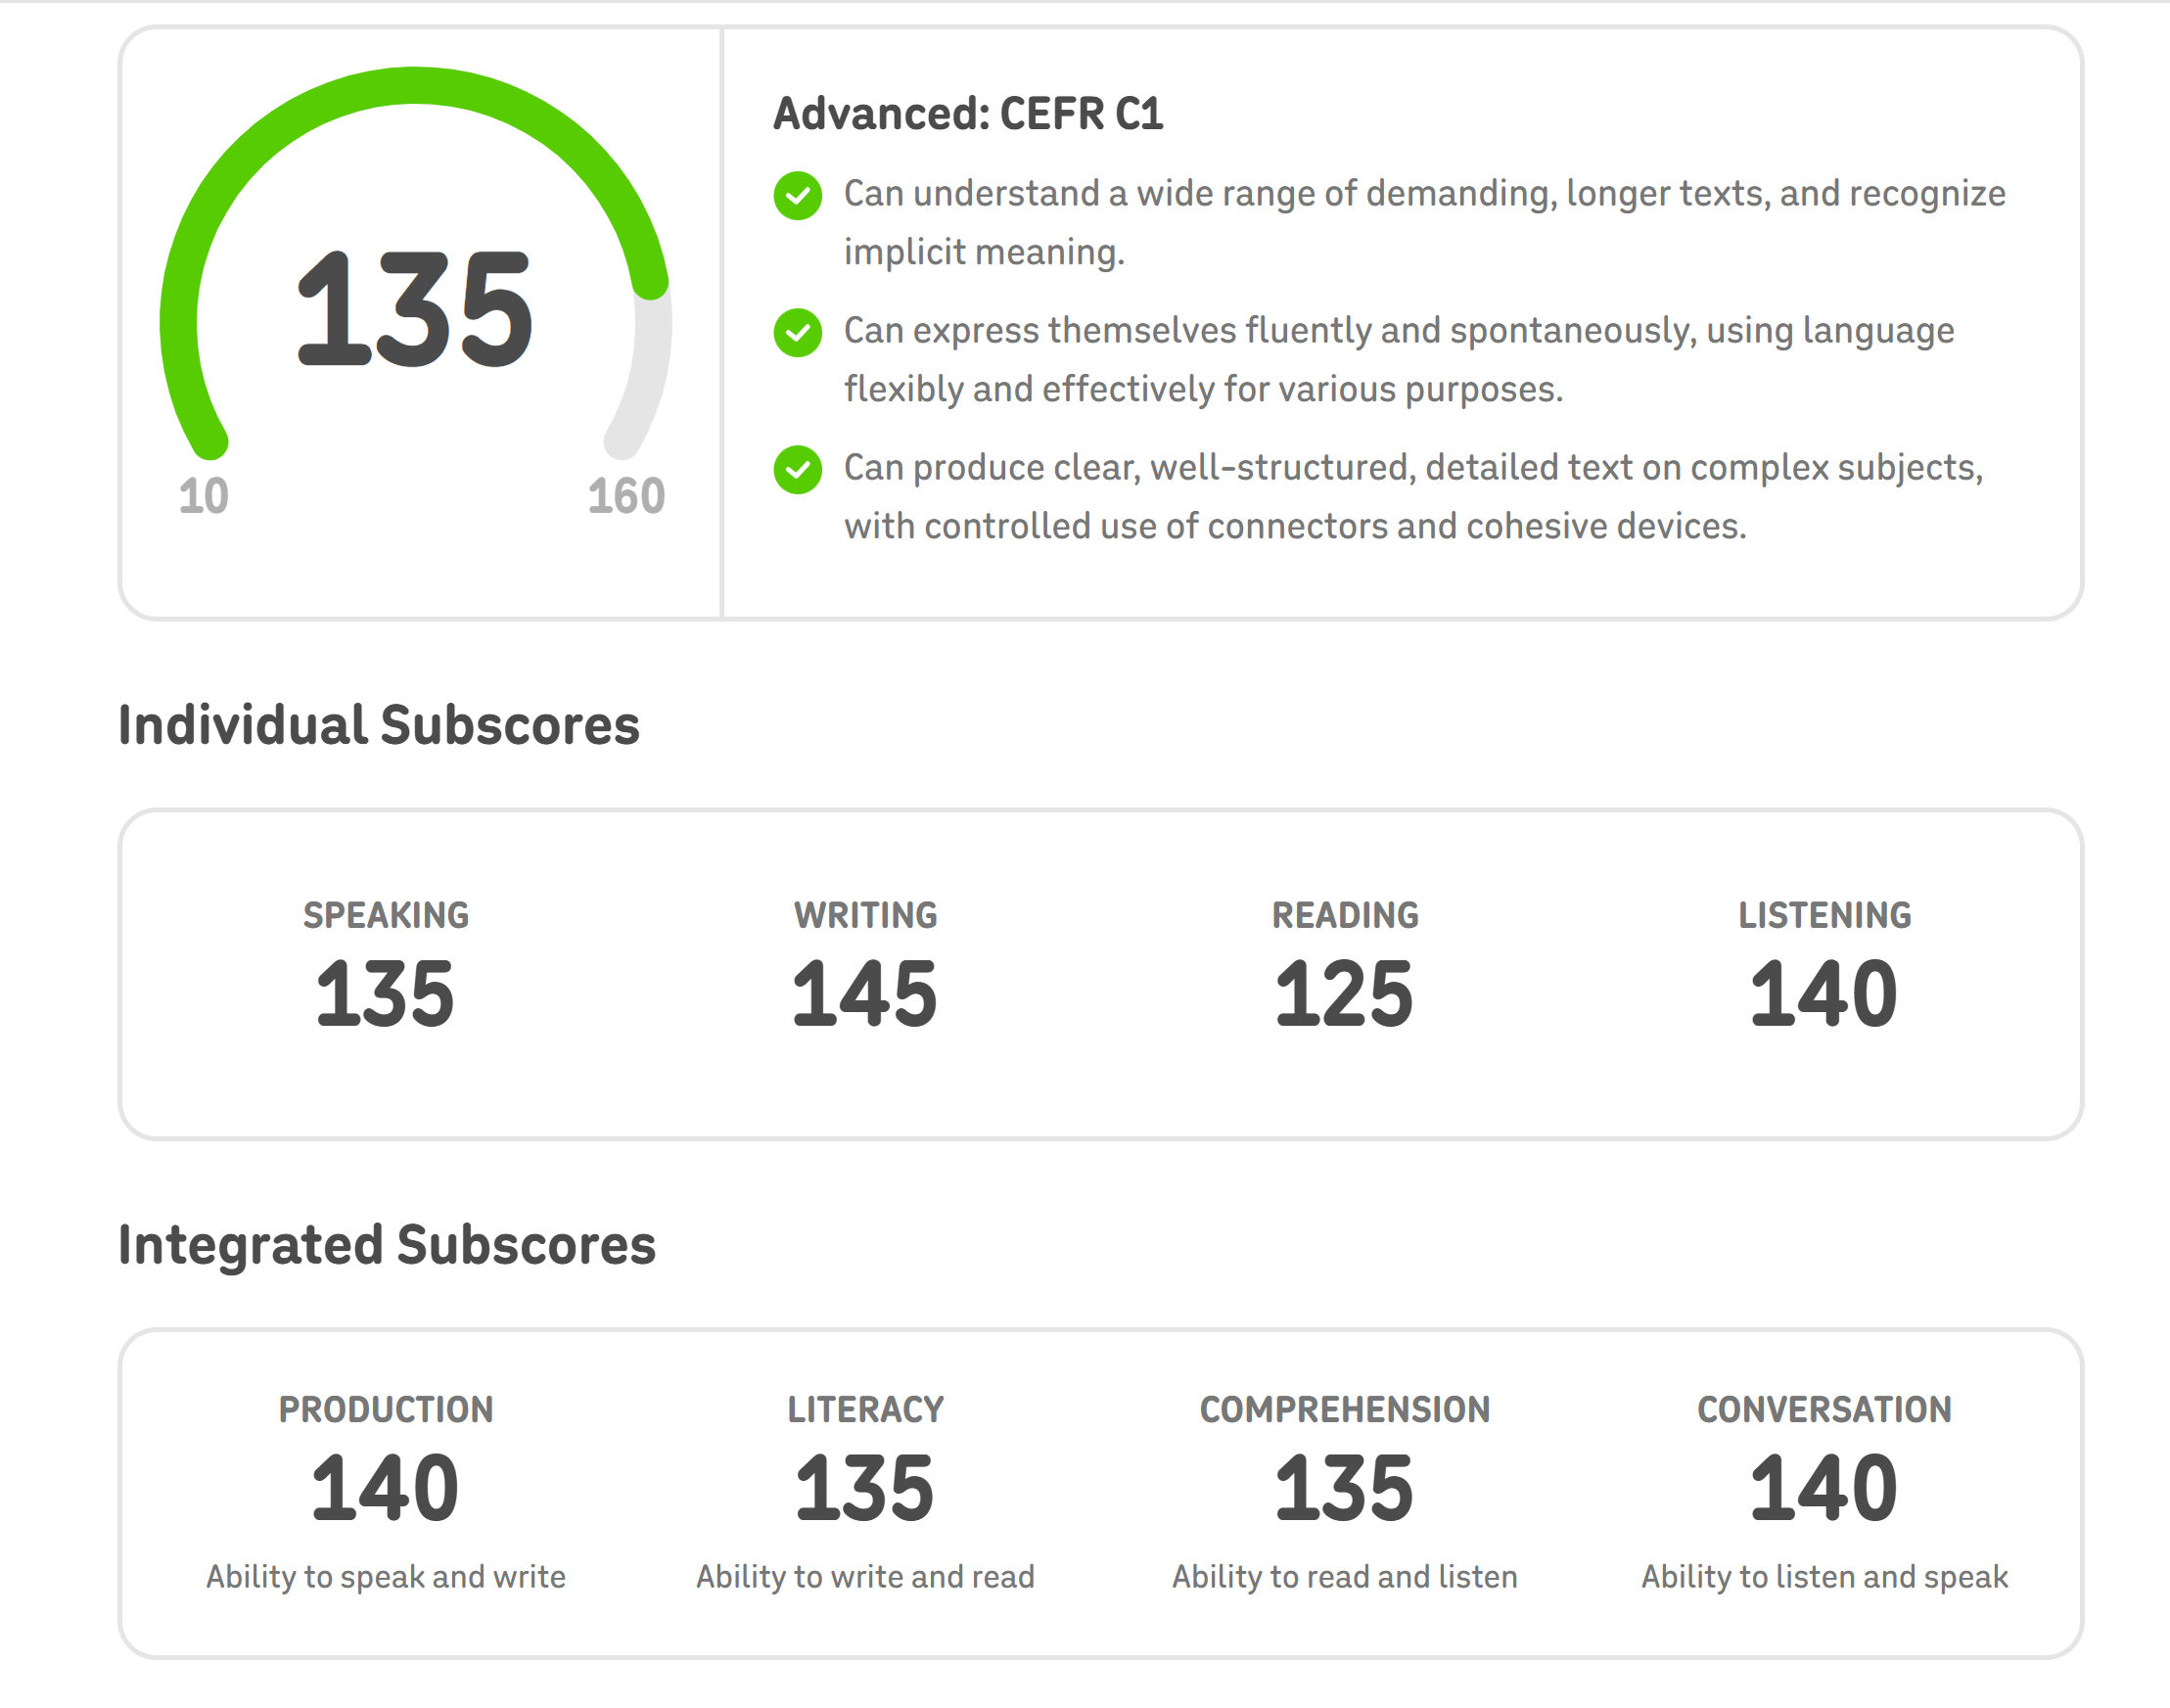 135
10 160
Advanced: CEFR C1
Can understand a wide range of demanding, longer texts, and recognize
implicit meaning.
Can express themselves fluently and spontaneously, using language
flexibly and effectively for various purposes.
Can produce clear, well-structured, detailed text on complex subjects,
with controlled use of connectors and cohesive devices.
Individual Subscores
SPEAKING WRITING READING LISTENING
135 145 125 140
Integrated Subscores
PRODUCTION LITERACY COMPREHENSION CONVERSATION
140 135 135 140
Ability to speak and write Ability to write and read Ability to read and listen Ability to listen and speak